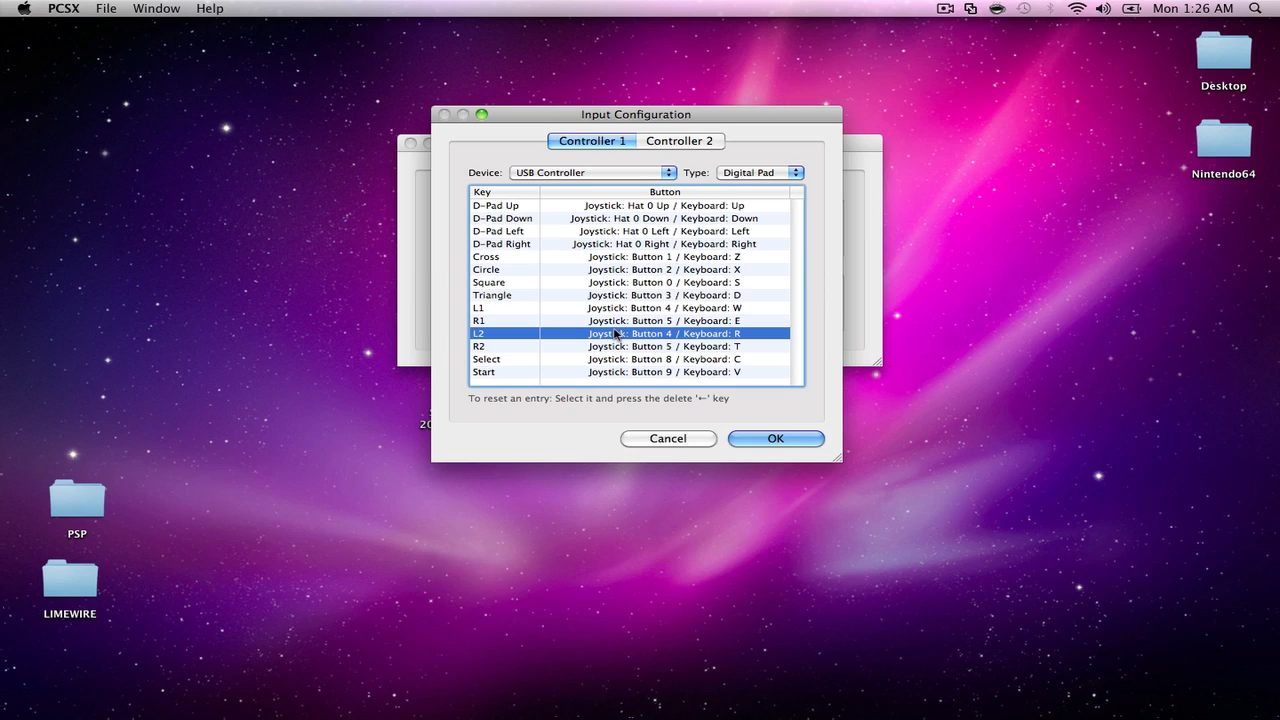 PCSX File Window Help Mon 1:26 AM
Desktop
Input Configuration
Controller 1 Controller 2
Nintendo64
Device: USB Controller Type: Digital Pad
Key Button
D-Pad Up Joystick: Hat 0 Up / Keyboard: Up
D-Pad Down Joystick: Hat 0 Down / Keyboard: Down
D-Pad Left Joystick: Hat 0 Left / Keyboard: Left
D-Pad Right Joystick: Hat 0 Right / Keyboard: Right
Cross Joystick: Button 1 / Keyboard: Z
Circle Joystick: Button 2 / Keyboard: X
Square Joystick: Button 0 / Keyboard: S
Triangle Joystick: Button 3 / Keyboard: D
L1 Joystick: Button 4 / Keyboard: W
R1 Joystick: Button 5 / Keyboard: E
L2 Joystick: Button 4 / Keyboard: R
R2 Joystick: Button 5 / Keyboard: T
Select Joystick: Button 8 / Keyboard: C
Start Joystick: Button 9 / Keyboard: V
To reset an entry: Select it and press the delete '←' key
Cancel OK
PSP
LIMEWIRE